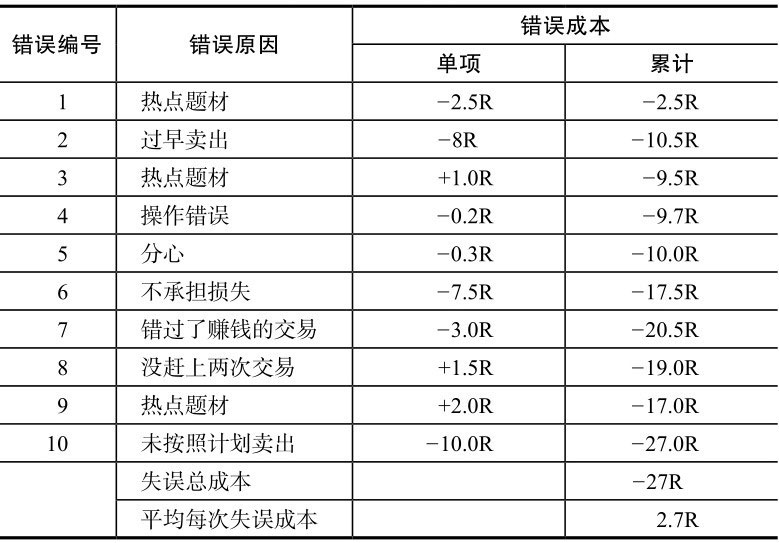 错误编号 错误原因 错误成本
单项 累计
1 热点题材 −2.5R −2.5R
2 过早卖出 −8R −10.5R
3 热点题材 +1.0R −9.5R
4 操作错误 −0.2R −9.7R
5 分心 −0.3R −10.0R
6 不承担损失 −7.5R −17.5R
7 错过了赚钱的交易 −3.0R −20.5R
8 没赶上两次交易 +1.5R −19.0R
9 热点题材 +2.0R −17.0R
10 未按照计划卖出 −10.0R −27.0R
失误总成本 −27R
平均每次失误成本 2.7R